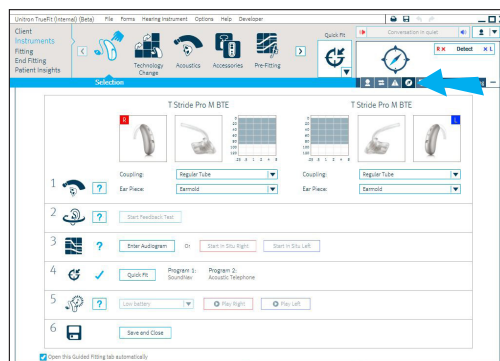 Unitron TrueFit (Internal) (Beta) File Forms Hearing Instrument Options Help Developer
Client
Instruments
Fitting
End Fitting
Patient Insights
Technology Change
Acoustics
Accessories
Pre-Fitting
Quick Fit
Conversation in quiet
R X Detect X L
Selection
T Stride Pro M BTE
T Stride Pro M BTE
R
L
Coupling: Regular Tube
Coupling: Regular Tube
Ear Piece: Earmold
Ear Piece: Earmold
1 ?
2 ? Start Feedback Test
3 ? Enter Audiogram Or Start In Situ Right Start In Situ Left
4 Quick Fit Program 1: Program 2:
SoundNav Acoustic Telephone
5 ? Low battery Play Right Play Left
6 Save and Close
Open this Guided Fitting tab automatically